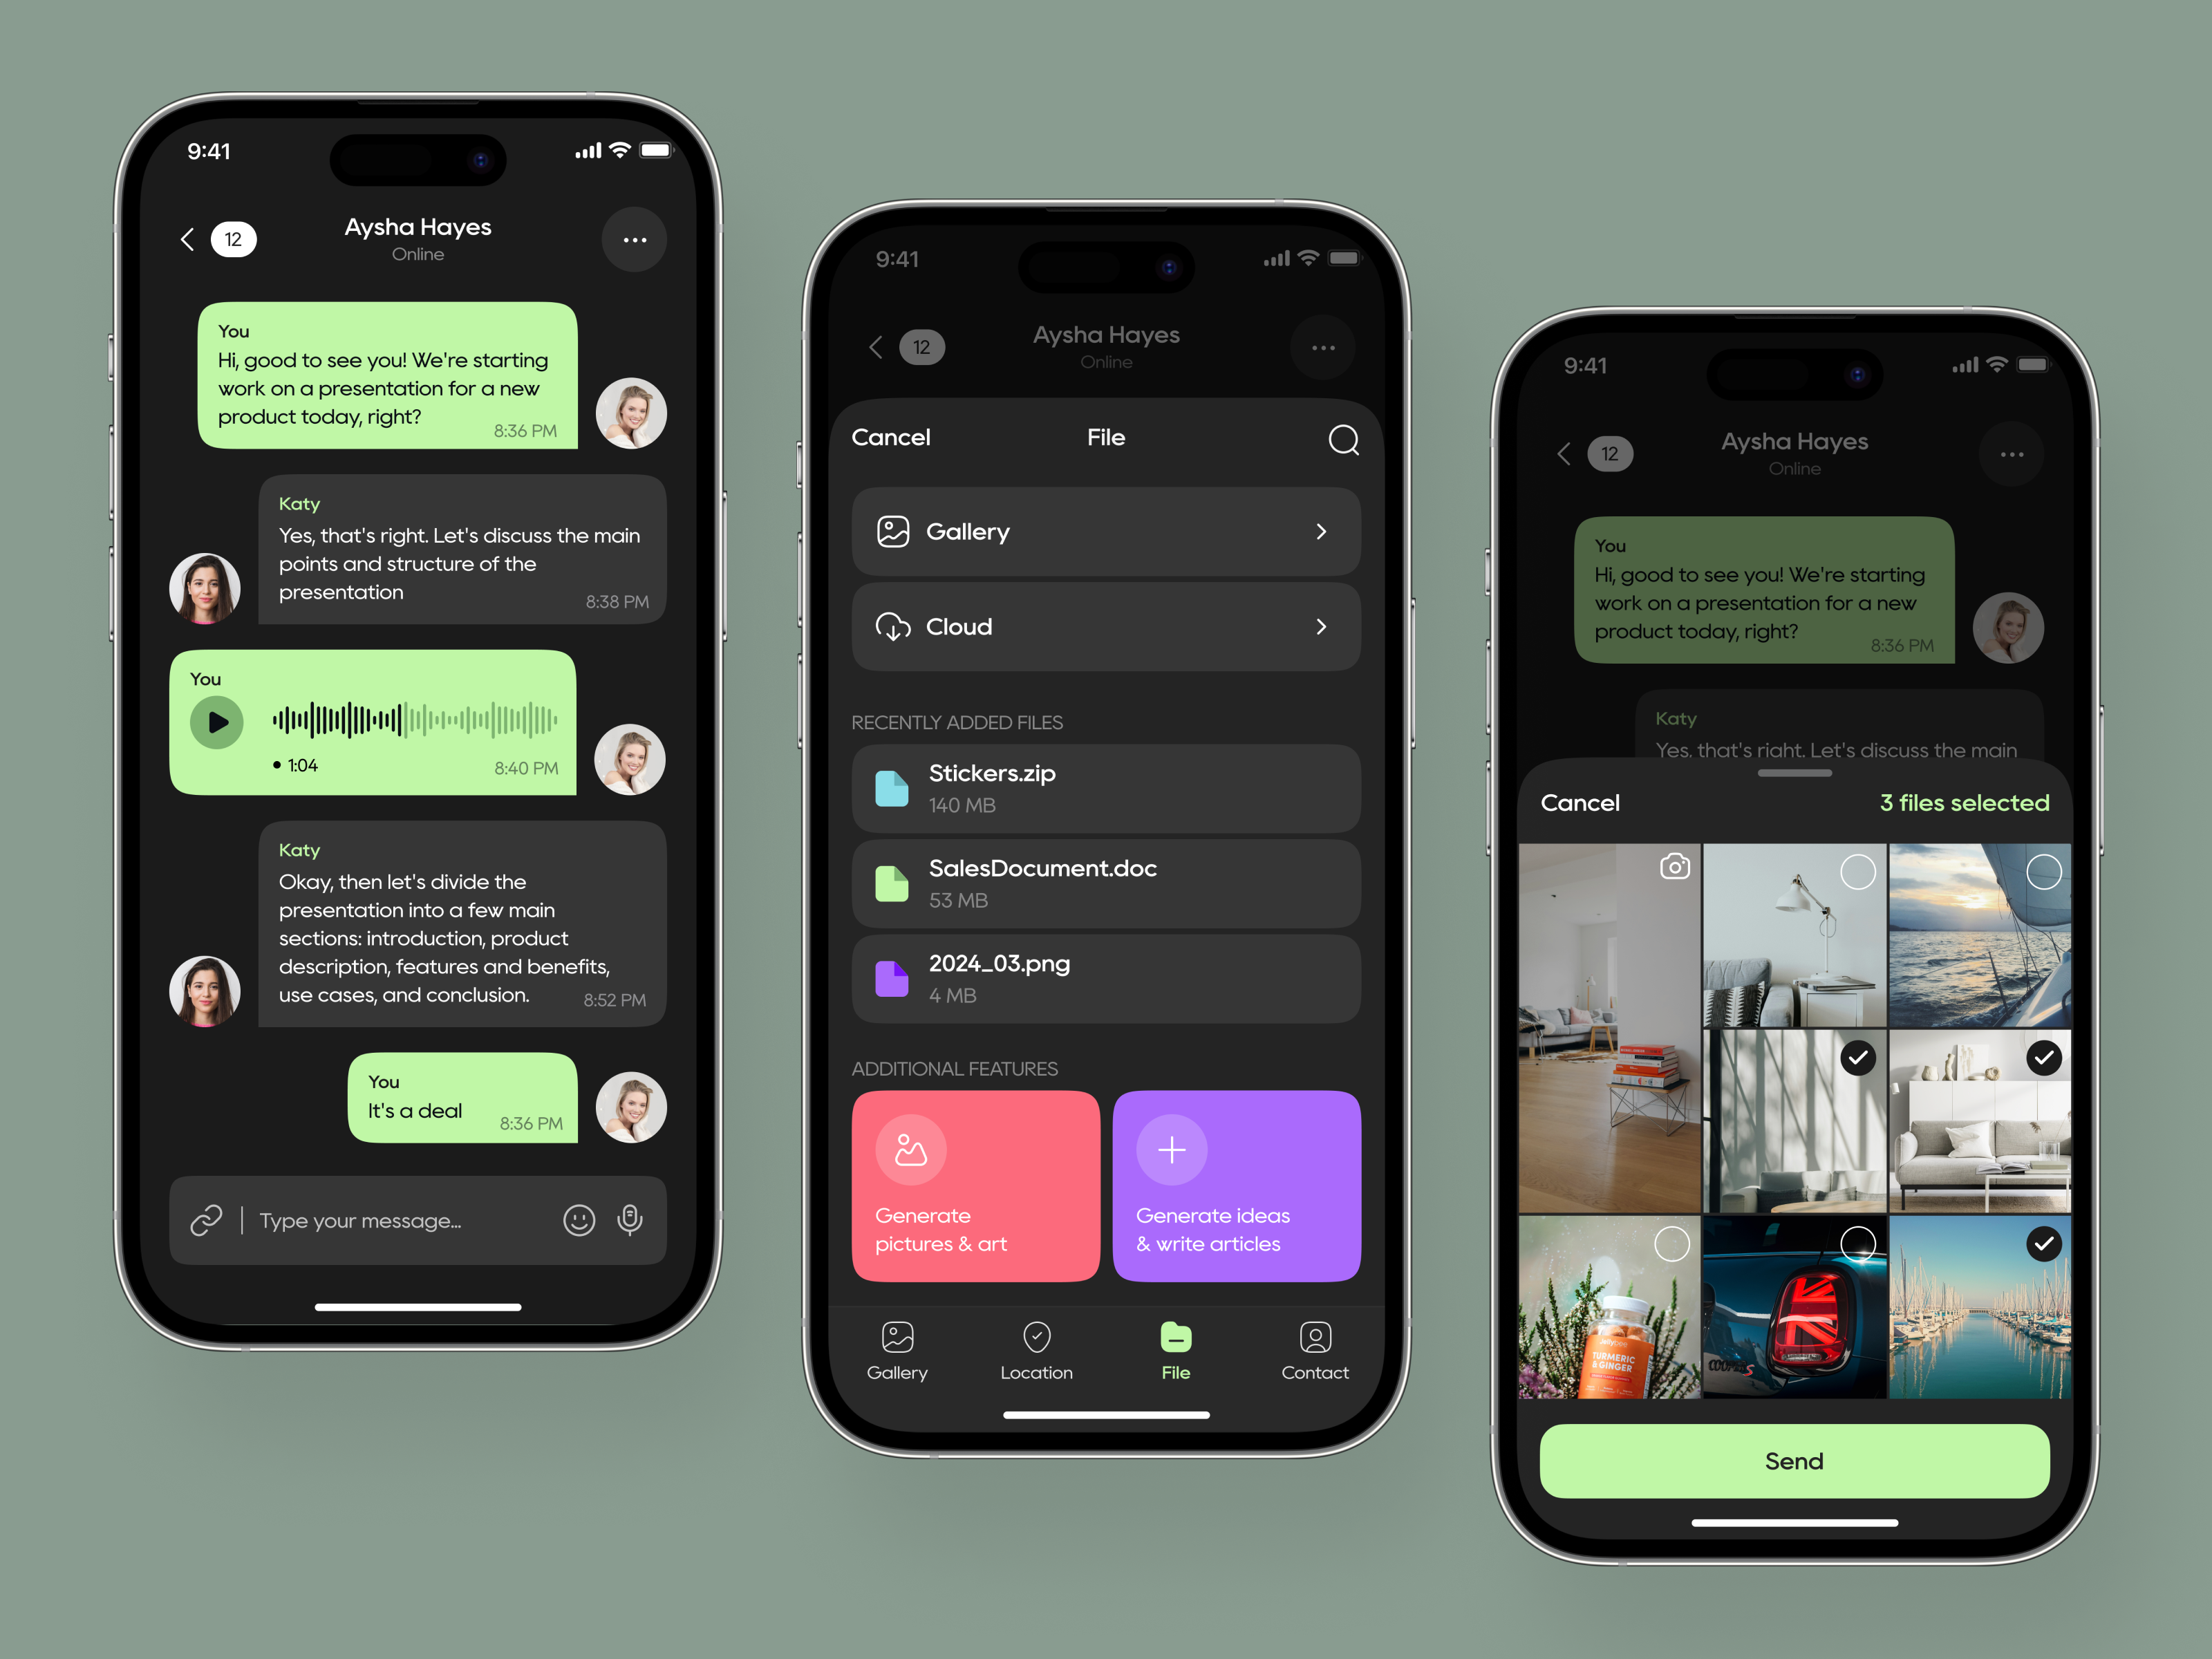 9:41
12
Aysha Hayes
Online
You
Hi, good to see you! We're starting
work on a presentation for a new
product today, right?
8:36 PM
Katy
Yes, that's right. Let's discuss the main
points and structure of the
presentation
8:38 PM
You
1:04
8:40 PM
Katy
Okay, then let's divide the
presentation into a few main
sections: introduction, product
description, features and benefits,
use cases, and conclusion.
8:52 PM
You
It's a deal
8:36 PM
Type your message...
9:41
12
Aysha Hayes
Online
Cancel
File
Gallery
Cloud
RECENTLY ADDED FILES
Stickers.zip
140 MB
SalesDocument.doc
53 MB
2024_03.png
4 MB
ADDITIONAL FEATURES
Generate
pictures & art
Generate ideas
& write articles
Gallery
Location
File
Contact
9:41
12
Aysha Hayes
Online
You
Hi, good to see you! We're starting
work on a presentation for a new
product today, right?
8:36 PM
Katy
Yes, that's right. Let's discuss the main
Cancel
3 files selected
TURMERIC
& GINGER
COOPER S
Send